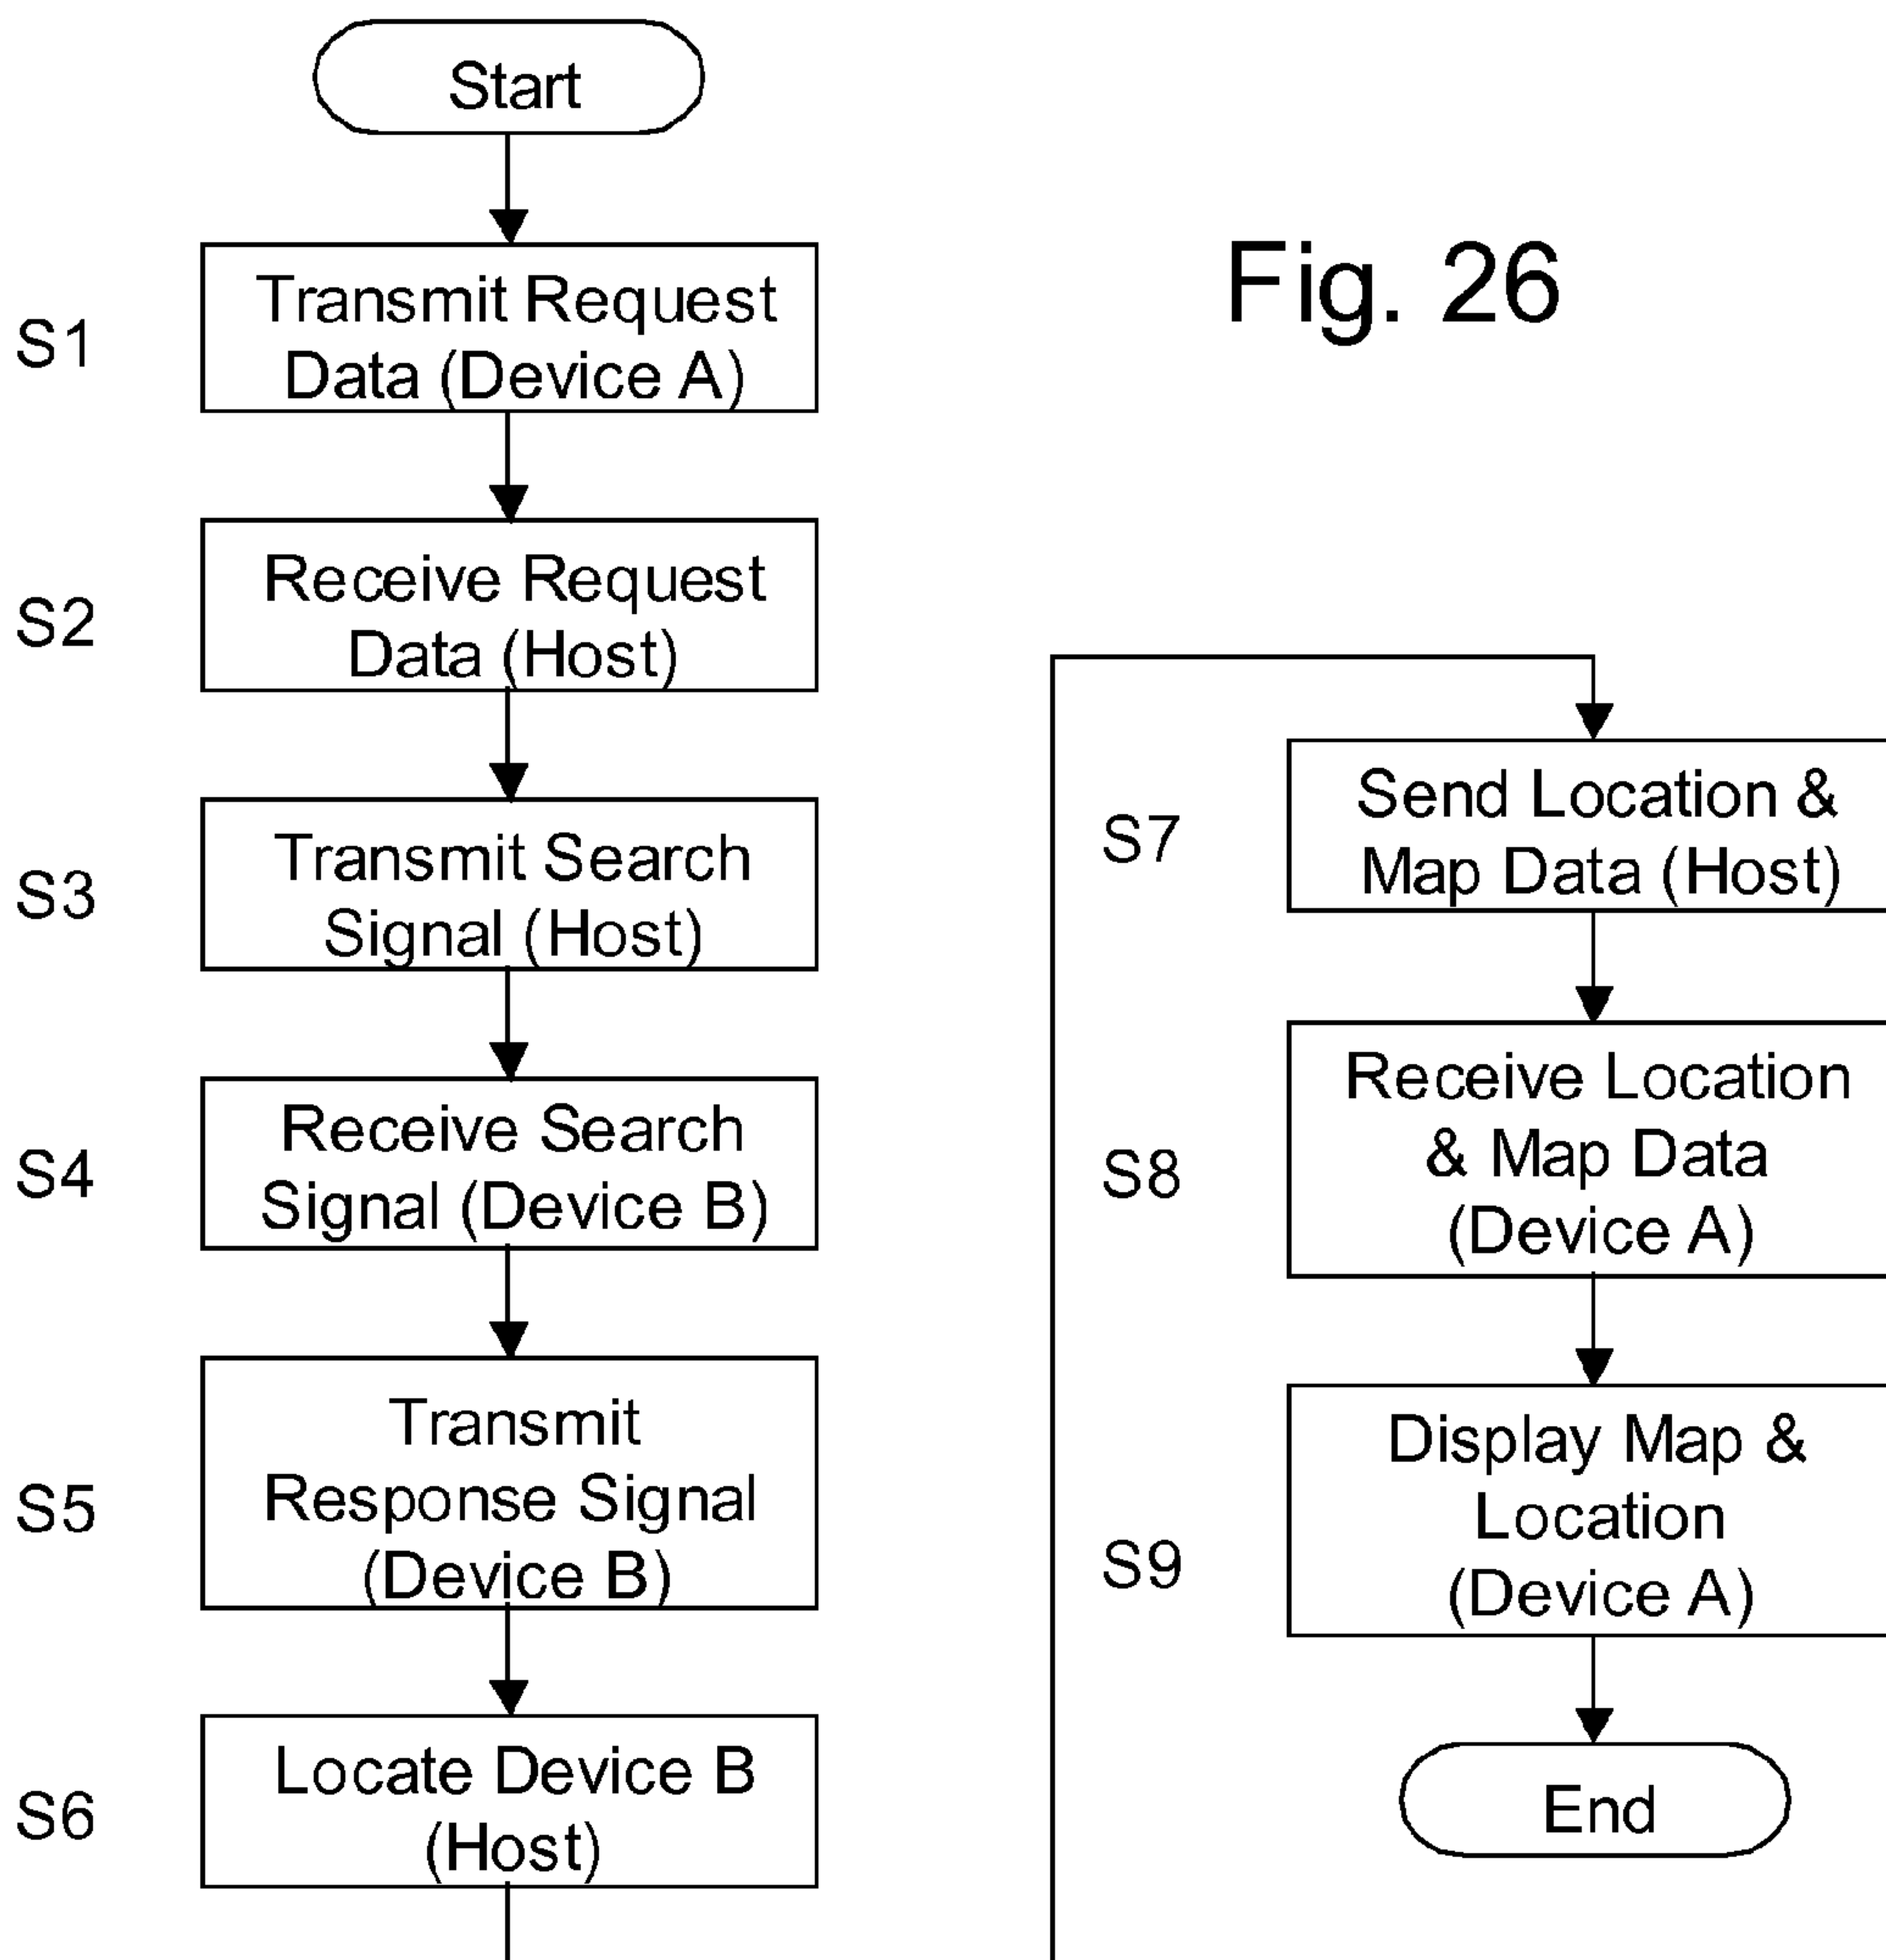 Start
Fig. 26
S1
Transmit Request
Data (Device A)
S2
Receive Request
Data (Host)
S3
Transmit Search
Signal (Host)
S4
Receive Search
Signal (Device B)
S5
Transmit
Response Signal
(Device B)
S6
Locate Device B
(Host)
S7
Send Location &
Map Data (Host)
S8
Receive Location
& Map Data
(Device A)
S9
Display Map &
Location
(Device A)
End